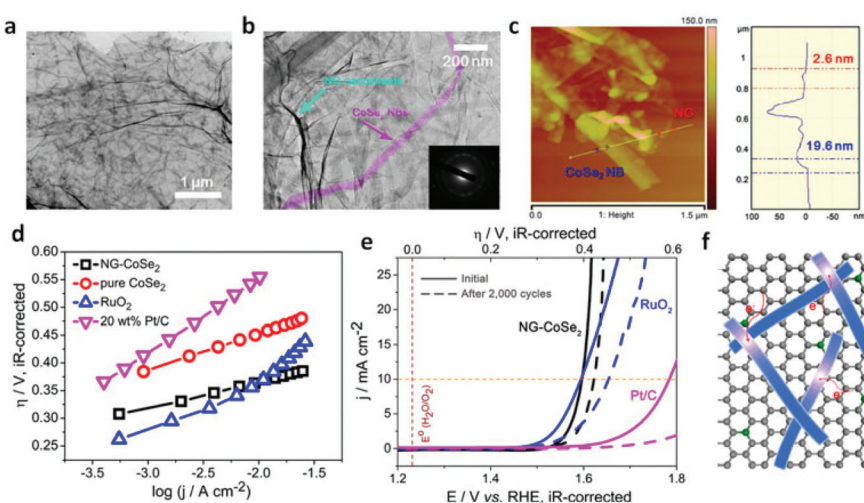 a
1 µm
b
200 nm
CoSe₂ NBs
c
150.0 nm
NG
CoSe₂ NB
0.0
1: Height
1.5 µm
µm
1
0.8
0.6
0.4
0.2
2.6 nm
19.6 nm
100
50
0
-50
nm
d
η / V, iR-corrected
0.55
0.50
0.45
0.40
0.35
0.30
0.25
NG-CoSe₂
pure CoSe₂
RuO₂
20 wt% Pt/C
-3.5
-3.0
-2.5
-2.0
-1.5
log (j / A cm⁻²)
e
η / V, iR-corrected
0.0
0.2
0.4
0.6
j / mA cm⁻²
25
20
15
10
5
0
Initial
After 2,000 cycles
NG-CoSe₂
RuO₂
Pt/C
E⁰ (H₂O/O₂)
1.2
1.4
1.6
1.8
E / V vs. RHE, iR-corrected
f
e⁻
e⁻